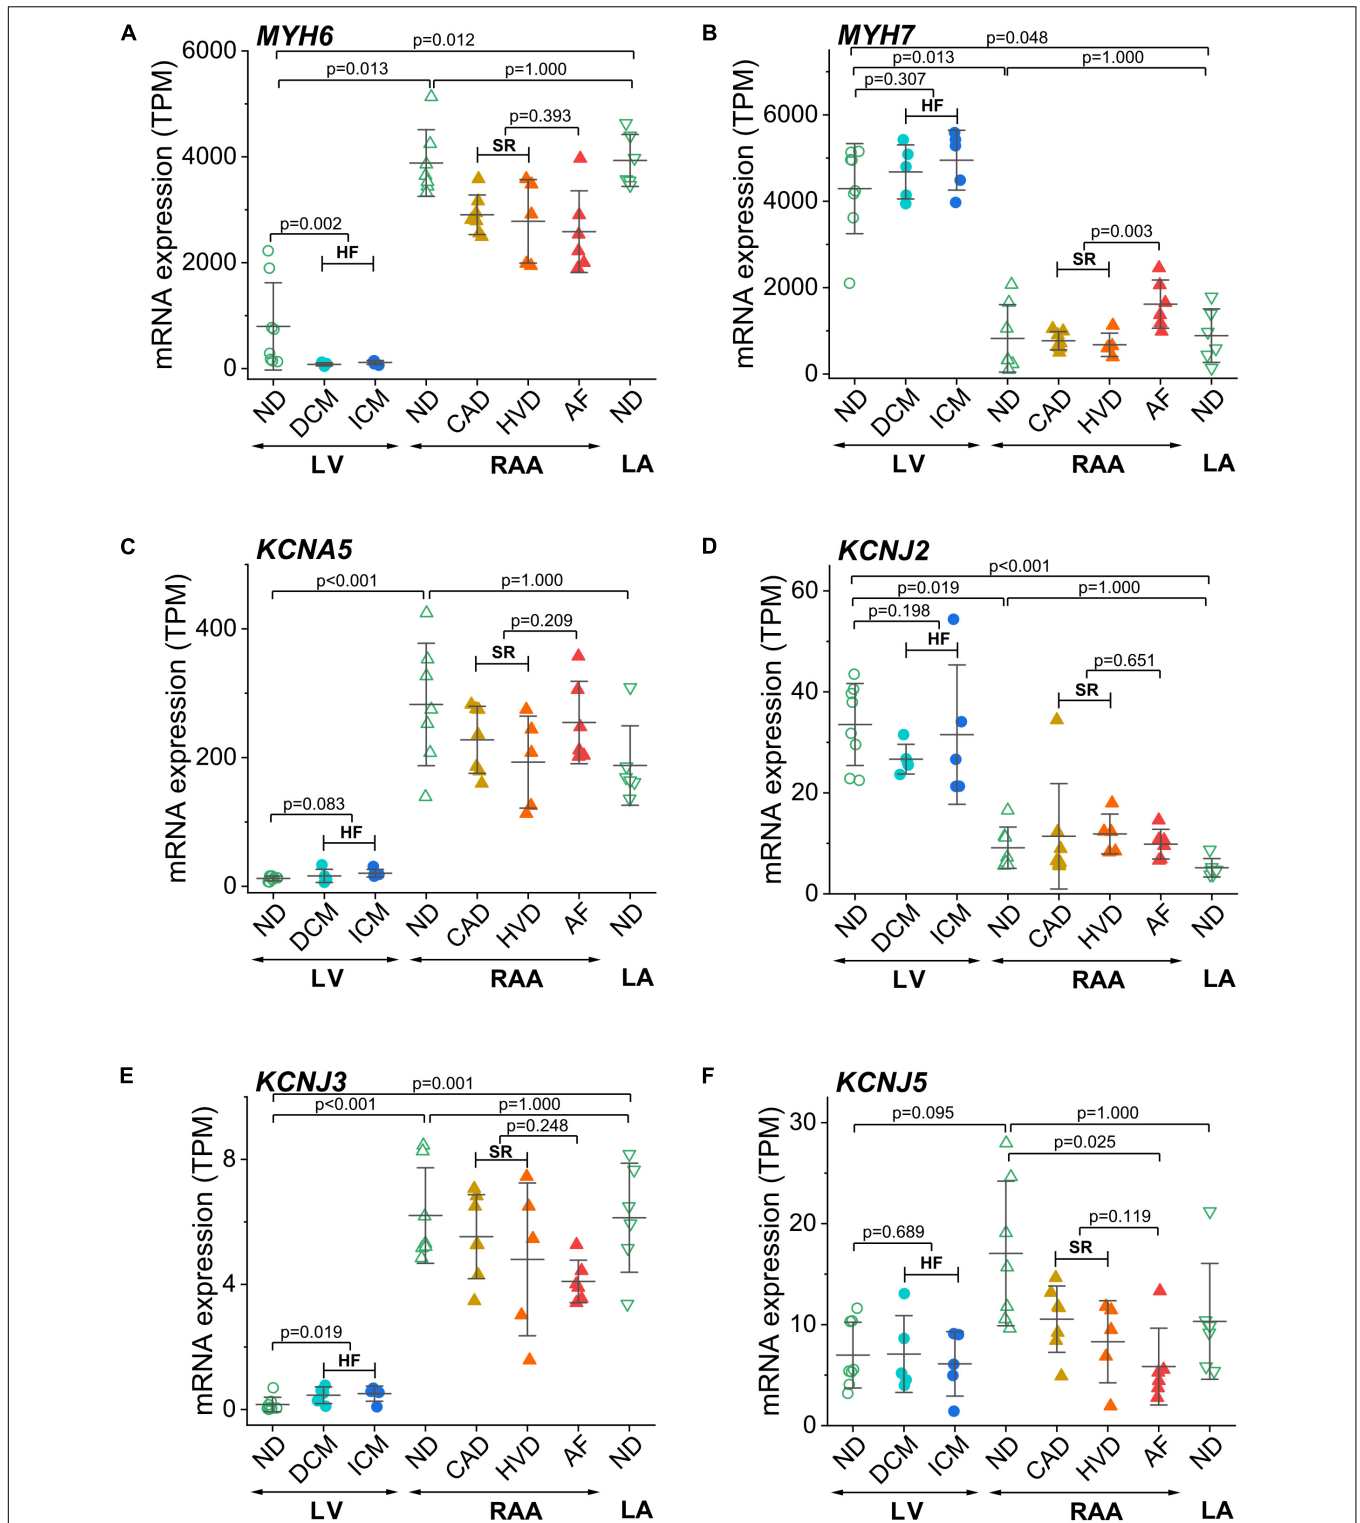 A
MYH6
mRNA expression (TPM)
6000
4000
2000
0
p=0.012
p=0.013
p=1.000
p=0.393
SR
p=0.002
HF
ND
DCM
ICM
ND
CAD
HVD
AF
ND
LV
RAA
LA
B
MYH7
mRNA expression (TPM)
6000
4000
2000
0
p=0.048
p=0.013
p=1.000
p=0.307
HF
p=0.003
SR
ND
DCM
ICM
ND
CAD
HVD
AF
ND
LV
RAA
LA
C
KCNA5
mRNA expression (TPM)
400
200
0
p<0.001
p=1.000
p=0.209
SR
p=0.083
HF
ND
DCM
ICM
ND
CAD
HVD
AF
ND
LV
RAA
LA
D
KCNJ2
mRNA expression (TPM)
60
40
20
0
p<0.001
p=0.019
p=1.000
p=0.198
HF
p=0.651
SR
ND
DCM
ICM
ND
CAD
HVD
AF
ND
LV
RAA
LA
E
KCNJ3
mRNA expression (TPM)
8
4
0
p=0.001
p<0.001
p=1.000
p=0.248
SR
p=0.019
HF
ND
DCM
ICM
ND
CAD
HVD
AF
ND
LV
RAA
LA
F
KCNJ5
mRNA expression (TPM)
30
20
10
0
p=0.095
p=1.000
p=0.025
p=0.119
p=0.689
SR
HF
ND
DCM
ICM
ND
CAD
HVD
AF
ND
LV
RAA
LA